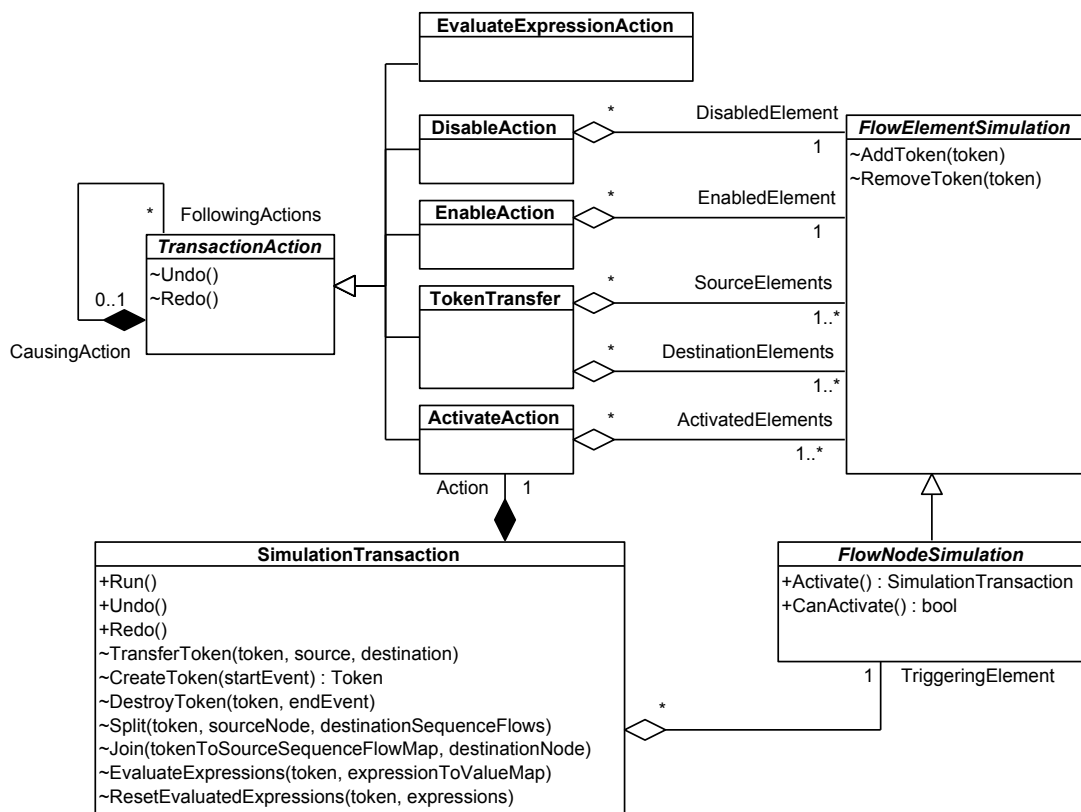 EvaluateExpressionAction
DisableAction
*
DisabledElement
1
FlowElementSimulation
~AddToken(token)
~RemoveToken(token)
EnableAction
*
EnabledElement
1
*
FollowingActions
TransactionAction
~Undo()
~Redo()
0..1
CausingAction
TokenTransfer
*
SourceElements
1..*
*
DestinationElements
1..*
ActivateAction
*
ActivatedElements
1..*
Action
1
SimulationTransaction
+Run()
+Undo()
+Redo()
~TransferToken(token, source, destination)
~CreateToken(startEvent) : Token
~DestroyToken(token, endEvent)
~Split(token, sourceNode, destinationSequenceFlows)
~Join(tokenToSourceSequenceFlowMap, destinationNode)
~EvaluateExpressions(token, expressionToValueMap)
~ResetEvaluatedExpressions(token, expressions)
FlowNodeSimulation
+Activate() : SimulationTransaction
+CanActivate() : bool
1
TriggeringElement
*